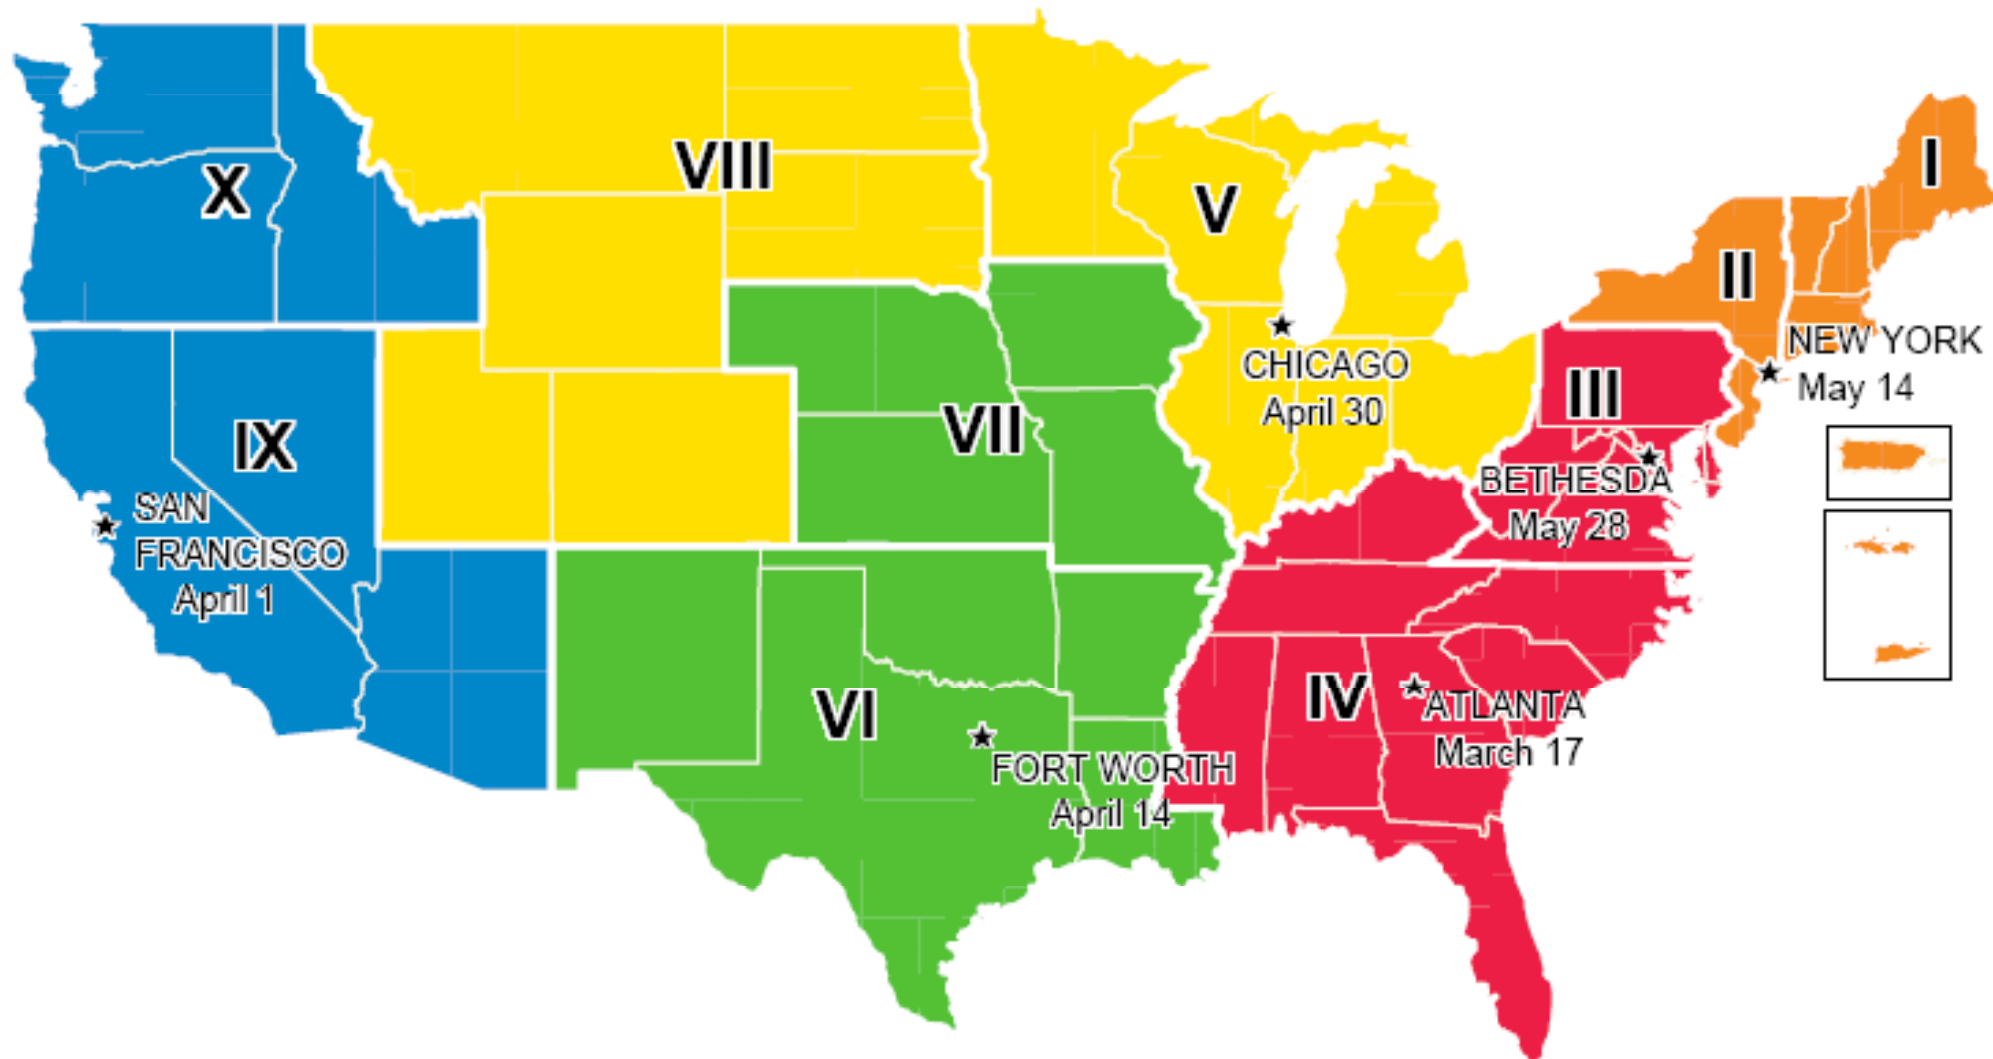 I
VIII
X
V
II
NEW YORK
May 14
CHICAGO
April 30
III
VII
IX
BETHESDA
May 28
SAN
FRANCISCO
April 1
VI
IV
ATLANTA
March 17
FORT WORTH
April 14